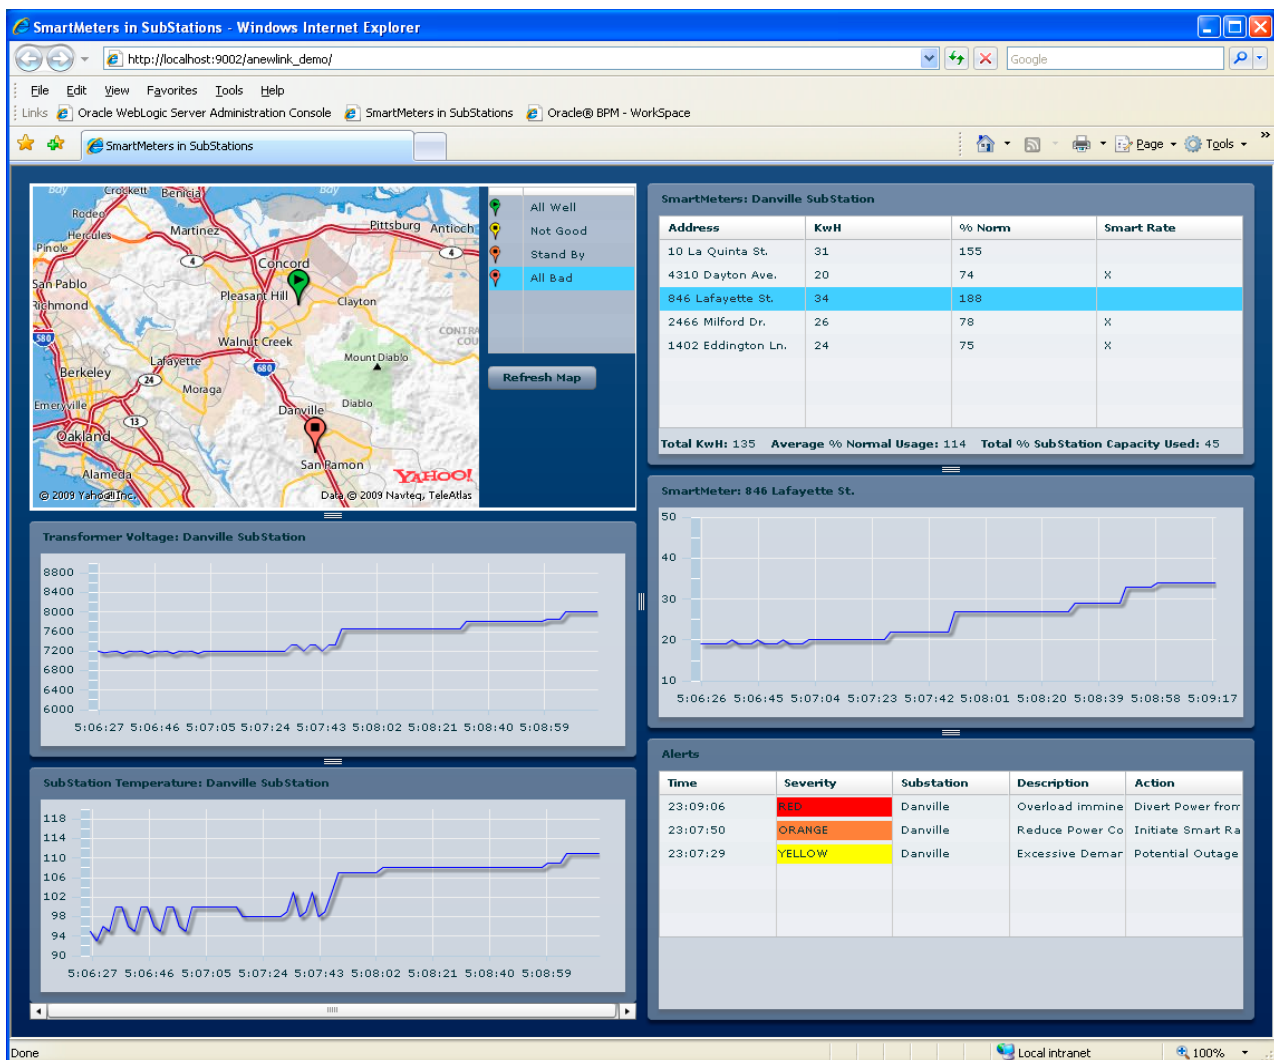 SmartMeters in SubStations - Windows Internet Explorer
http://localhost:9002/anewlink_demo/
Google
File Edit View Favorites Tools Help
Links Oracle WebLogic Server Administration Console SmartMeters in SubStations Oracle® BPM - WorkSpace
SmartMeters in SubStations
Page Tools
Bay Crockett Benicia Bay
Rodeo
Hercules Martinez Pittsburg Antioch
Pinole
4 4
Concord
San Pablo
Pleasant Hill Clayton
Richmond
580 Walnut Creek
Mount Diablo
Lafayette
680
Berkeley 24
Moraga
Emeryville Danville Diablo
13
Oakland
San Ramon
Alameda YAHOO!
© 2009 Yahoo! Inc. Data © 2009 Navteq, TeleAtlas
All Well
Not Good
Stand By
All Bad
Refresh Map
SmartMeters: Danville SubStation
Address KwH % Norm Smart Rate
10 La Quinta St. 31 155
4310 Dayton Ave. 20 74 X
846 Lafayette St. 34 188
2466 Milford Dr. 26 78 X
1402 Eddington Ln. 24 75 X
Total KwH: 135 Average % Normal Usage: 114 Total % SubStation Capacity Used: 45
Transformer Voltage: Danville SubStation
8800
8400
8000
7600
7200
6800
6400
6000
5:06:27 5:06:46 5:07:05 5:07:24 5:07:43 5:08:02 5:08:21 5:08:40 5:08:59
SmartMeter: 846 Lafayette St.
50
40
30
20
10
5:06:26 5:06:45 5:07:04 5:07:23 5:07:42 5:08:01 5:08:20 5:08:39 5:08:58 5:09:17
SubStation Temperature: Danville SubStation
118
114
110
106
102
98
94
90
5:06:27 5:06:46 5:07:05 5:07:24 5:07:43 5:08:02 5:08:21 5:08:40 5:08:59
Alerts
Time Severity Substation Description Action
23:09:06 RED Danville Overload immine Divert Power from
23:07:50 ORANGE Danville Reduce Power Co Initiate Smart Ra
23:07:29 YELLOW Danville Excessive Demar Potential Outage
Done Local intranet 100%